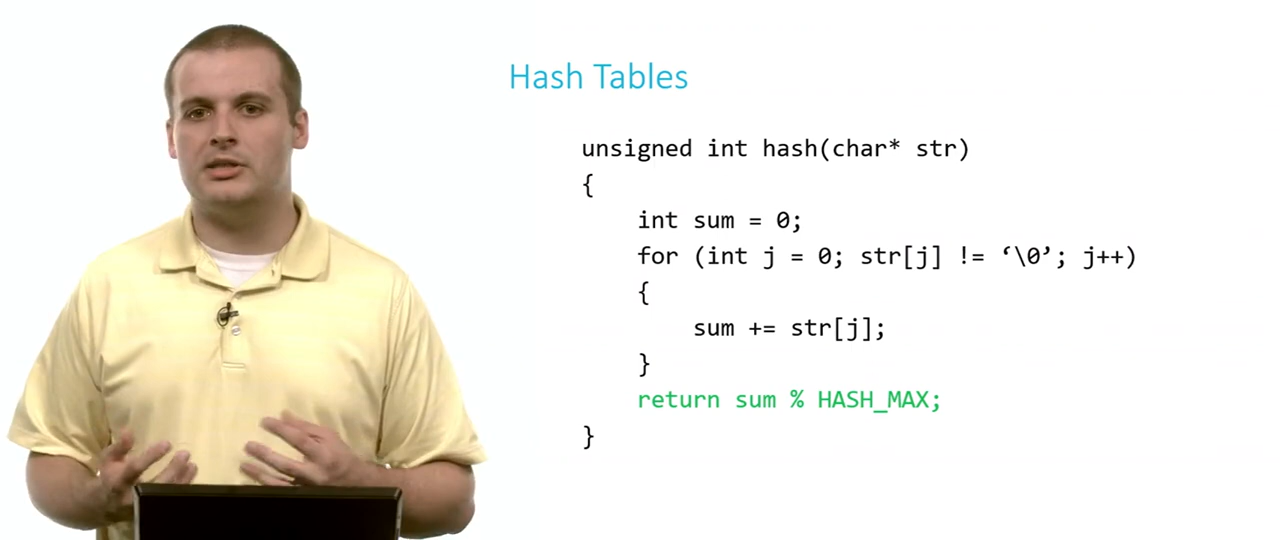 Hash Tables
unsigned int hash(char* str)
{
int sum = 0;
for (int j = 0; str[j] != ‘\0’; j++)
{
sum += str[j];
}
return sum % HASH_MAX;
}